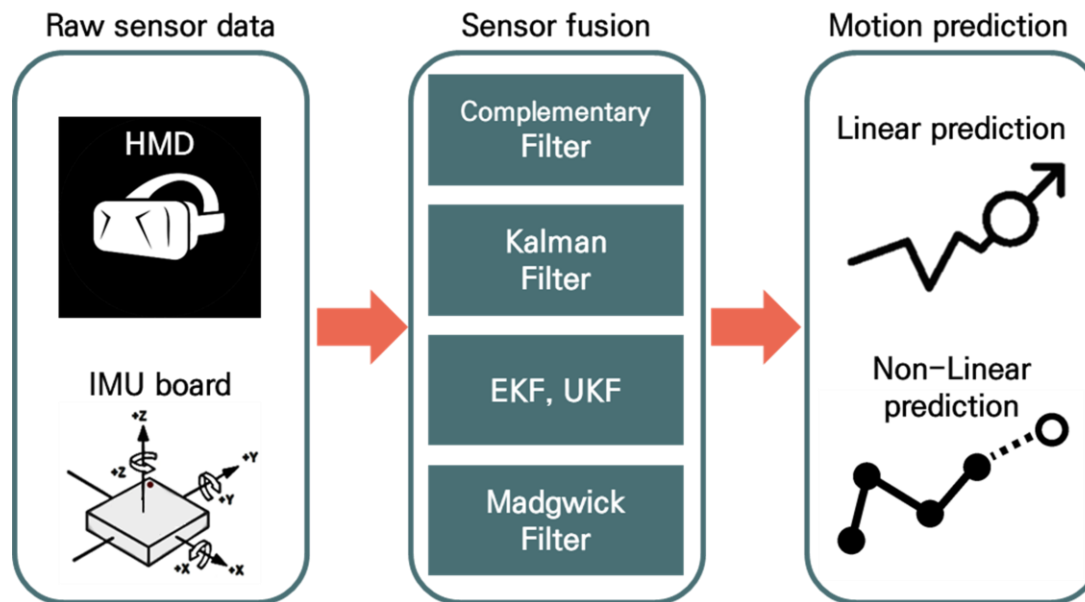 Raw sensor data
HMD
IMU board
+Z
+Z
+Y
+Y
+X
+X
Sensor fusion
Complementary
Filter
Kalman
Filter
EKF, UKF
Madgwick
Filter
Motion prediction
Linear prediction
Non-Linear
prediction